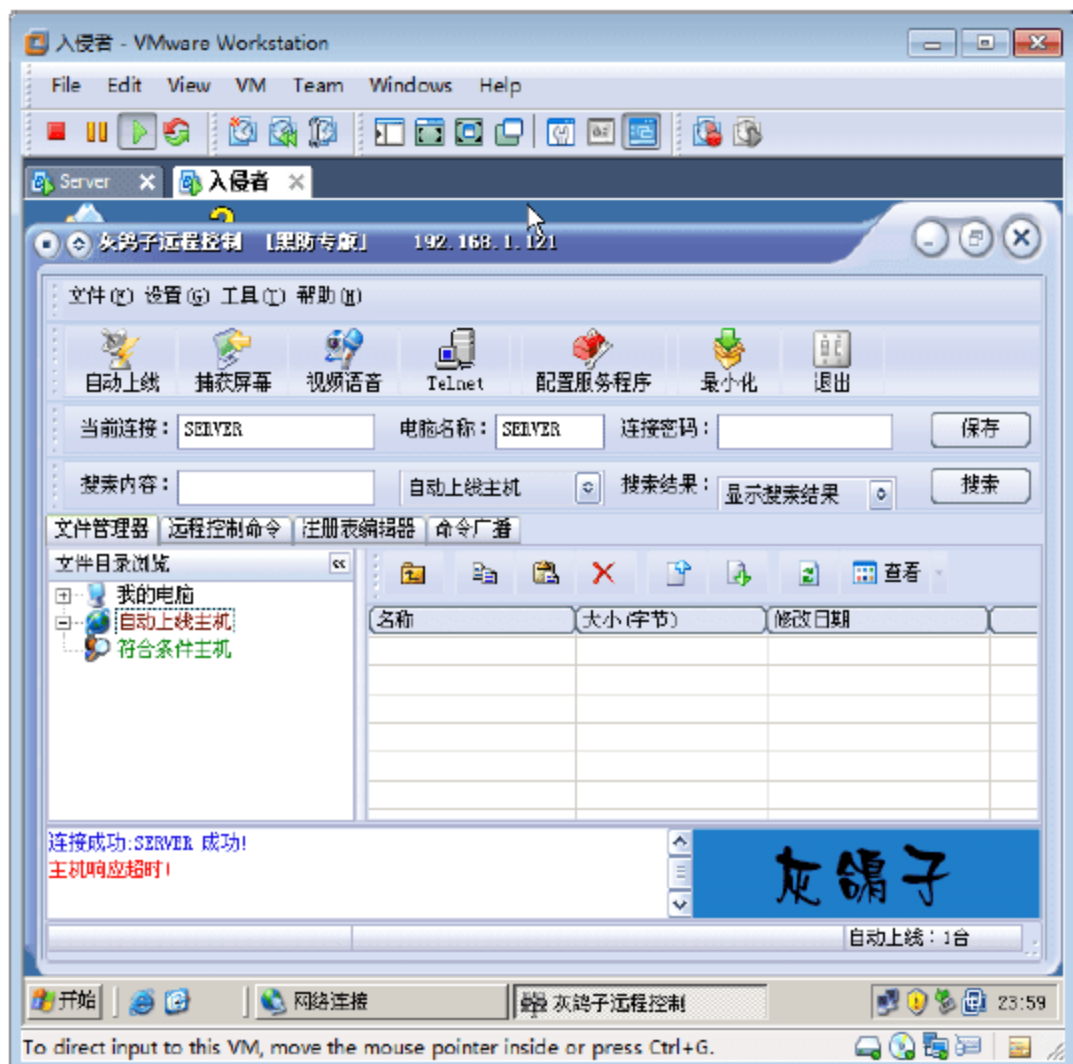 入侵者 - VMware Workstation
File Edit View VM Team Windows Help
Server 入侵者
灰鸽子远程控制 [黑防专版] 192.168.1.121
文件(F) 设置(G) 工具(T) 帮助(H)
自动上线 捕获屏幕 视频语音 Telnet 配置服务程序 最小化 退出
当前连接: SERVER 电脑名称: SERVER 连接密码: 保存
搜索内容: 自动上线主机 搜索结果: 显示搜索结果 搜索
文件管理器 远程控制命令 注册表编辑器 命令广播
文件目录浏览 查看
我的电脑
自动上线主机
符合条件主机
名称 大小(字节) 修改日期
连接成功:SERVER 成功!
主机响应超时!
灰鸽子
自动上线:1台
开始 网络连接 灰鸽子远程控制 23:59
To direct input to this VM, move the mouse pointer inside or press Ctrl+G.